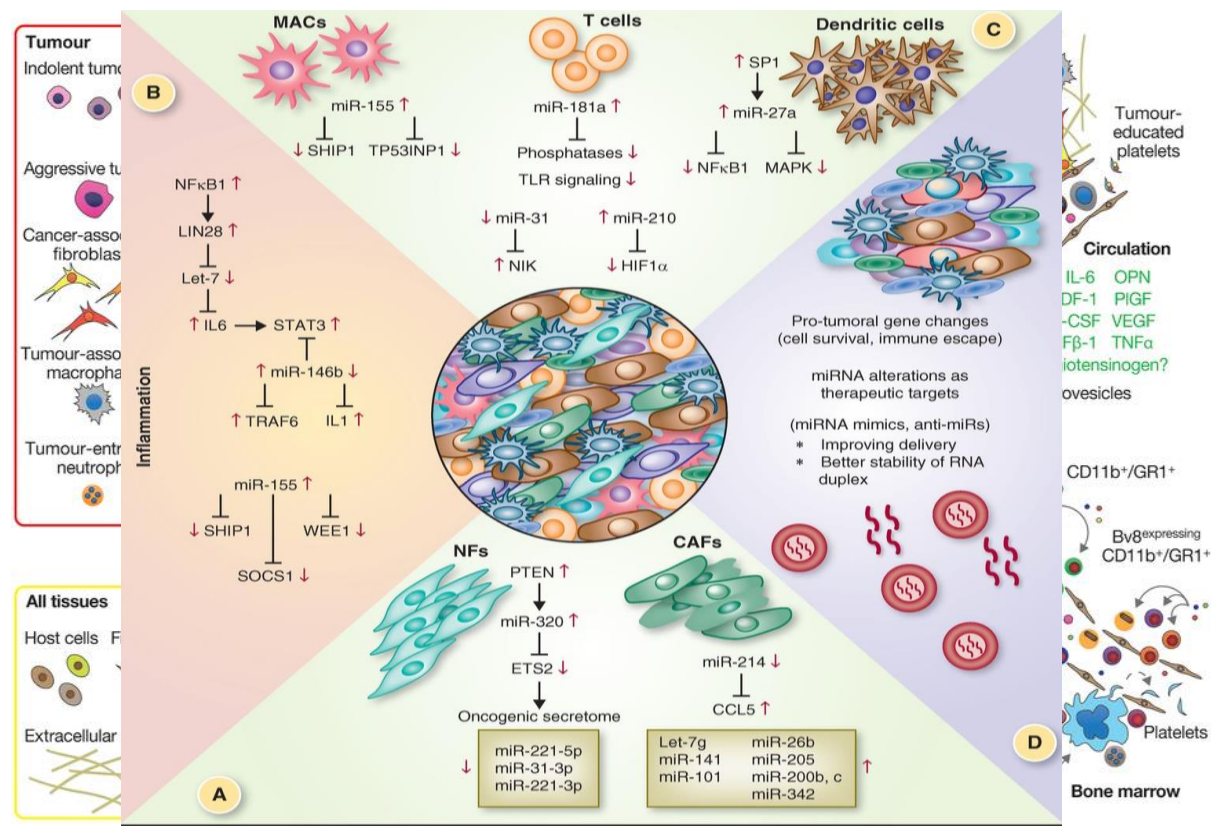 Tumour
Indolent tumo
Aggressive tu
Cancer-asso
fibroblas
Tumour-asso
macropha
Tumour-entr
neutroph
All tissues
Host cells F
Extracellular
B
Inflammation
NFκB1 ↑
LIN28 ↑
Let-7 ↓
↑ IL6 → STAT3 ↑
↑ miR-146b ↓
↑ TRAF6 IL1 ↑
miR-155 ↑
↓ SHIP1 WEE1 ↓
SOCS1 ↓
MACs
miR-155 ↑
↓ SHIP1 TP53INP1 ↓
T cells
miR-181a ↑
Phosphatases ↓
TLR signaling ↓
↓ miR-31 ↑ miR-210
↑ NIK ↓ HIF1α
Dendritic cells
C
↑ SP1
↑ miR-27a
↓ NFκB1 MAPK ↓
Pro-tumoral gene changes
(cell survival, immune escape)
miRNA alterations as
therapeutic targets
(miRNA mimics, anti-miRs)
* Improving delivery
* Better stability of RNA
duplex
D
NFs
PTEN ↑
miR-320 ↑
ETS2 ↓
Oncogenic secretome
↓ miR-221-5p
miR-31-3p
miR-221-3p
CAFs
miR-214 ↓
CCL5 ↑
Let-7g miR-26b
miR-141 miR-205 ↑
miR-101 miR-200b, c
miR-342
A
Tumour-
educated
platelets
Circulation
IL-6 OPN
DF-1 PlGF
-CSF VEGF
Fβ-1 TNFα
iotensinogen?
ovesicles
CD11b⁺/GR1⁺
Bv8expressing
CD11b⁺/GR1⁺
Platelets
Bone marrow